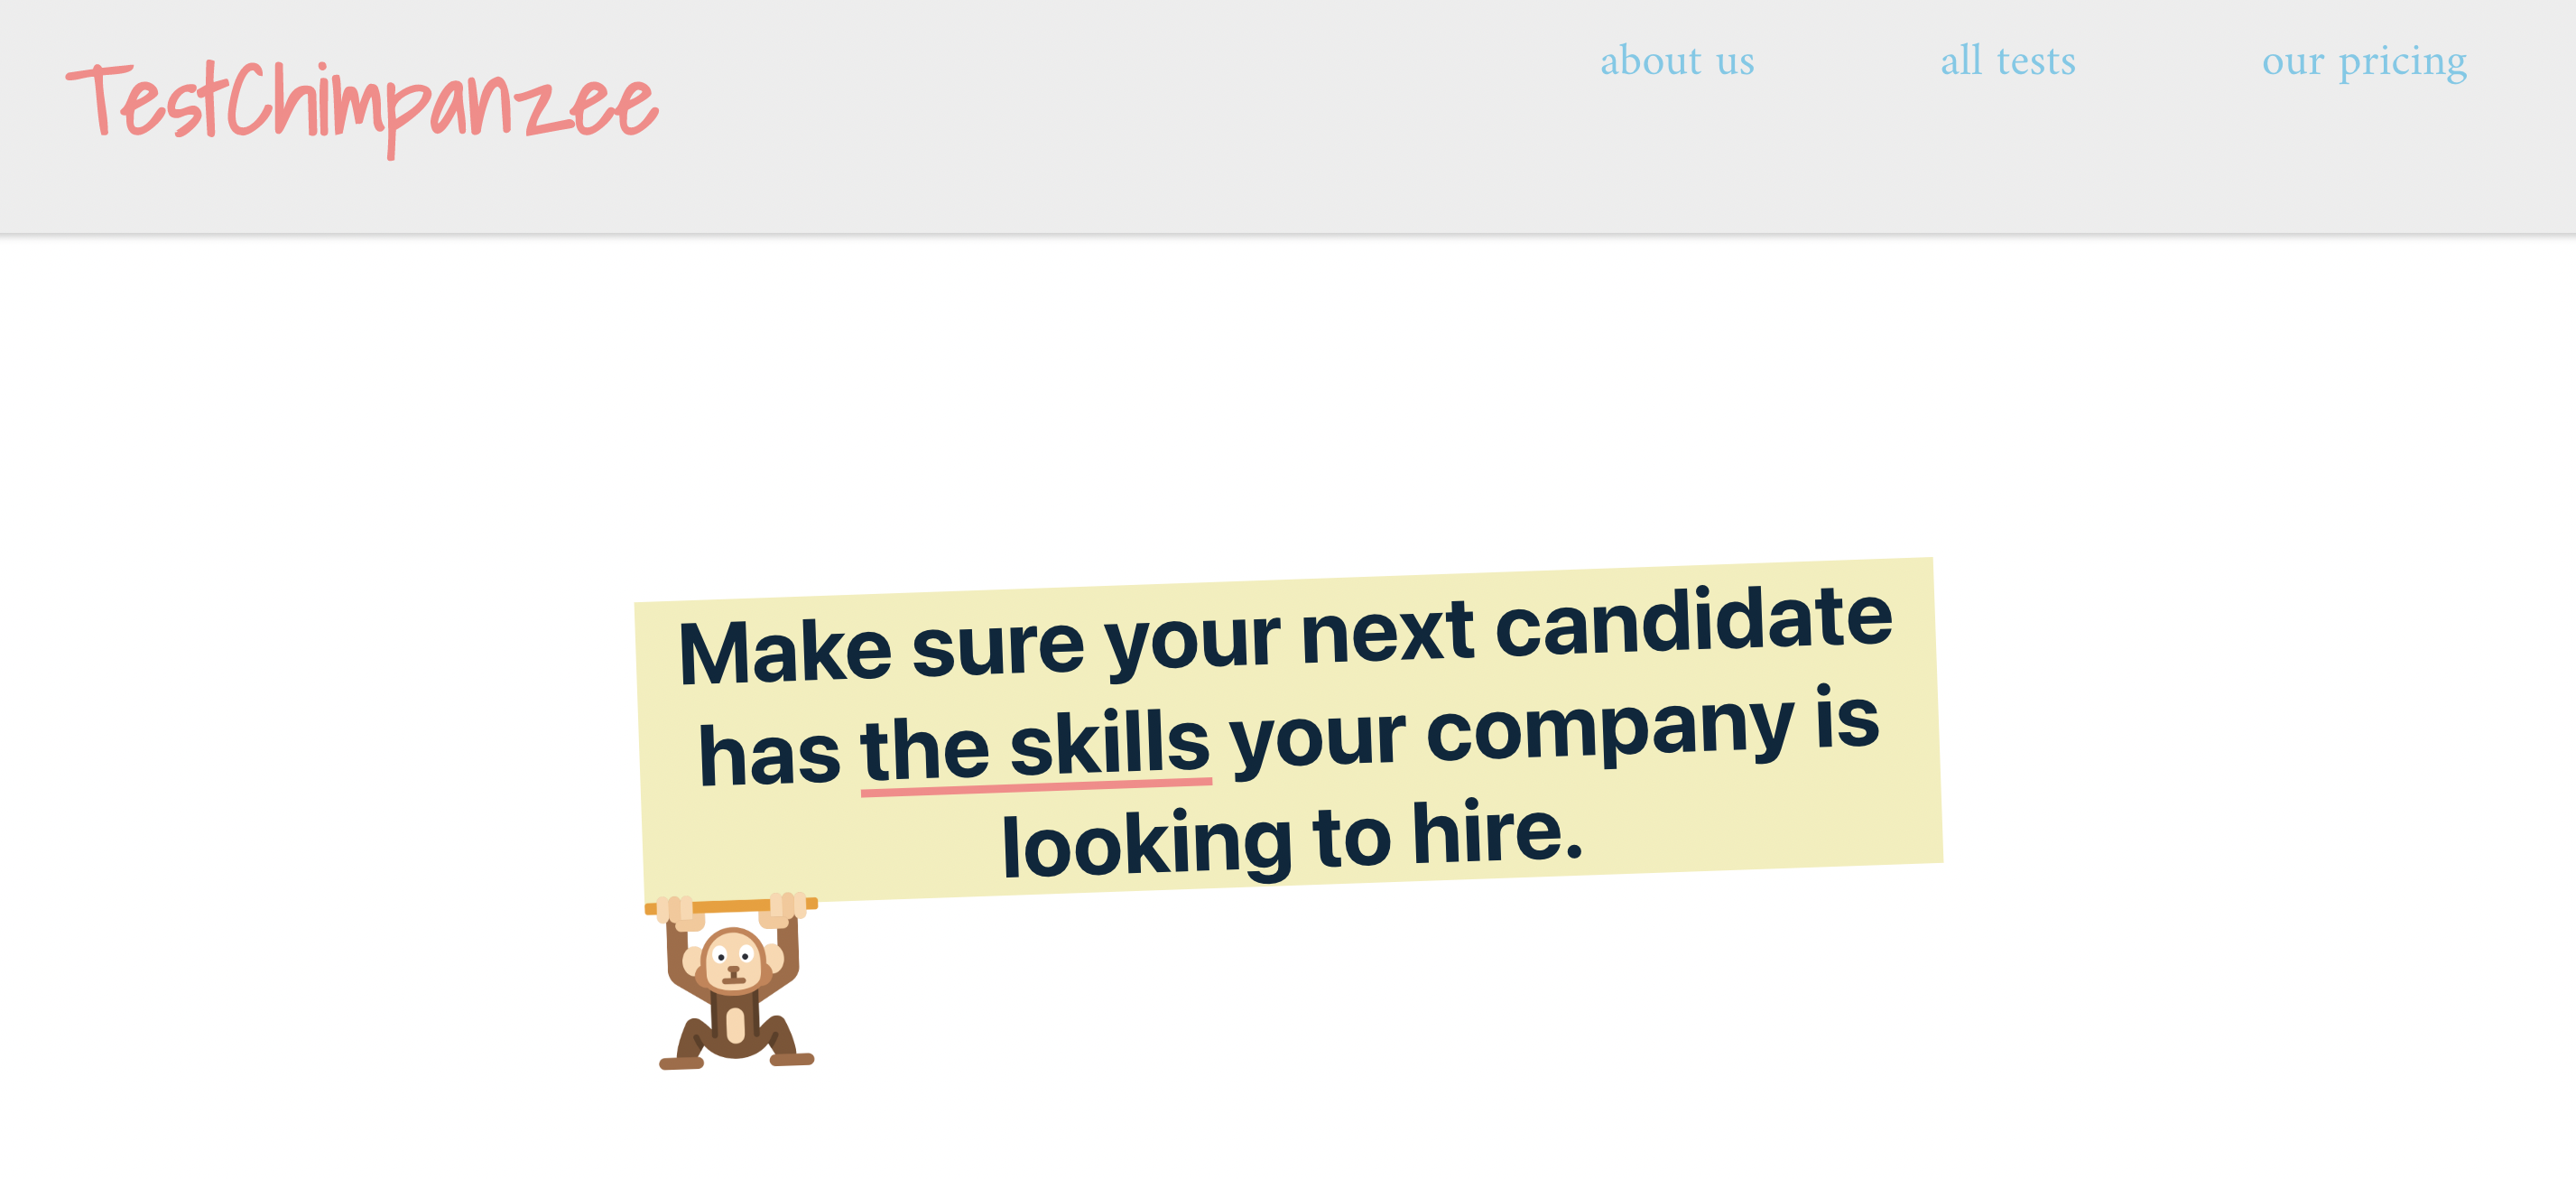 TestChimpanzee
about us
all tests
our pricing
Make sure your next candidate
has the skills your company is
looking to hire.